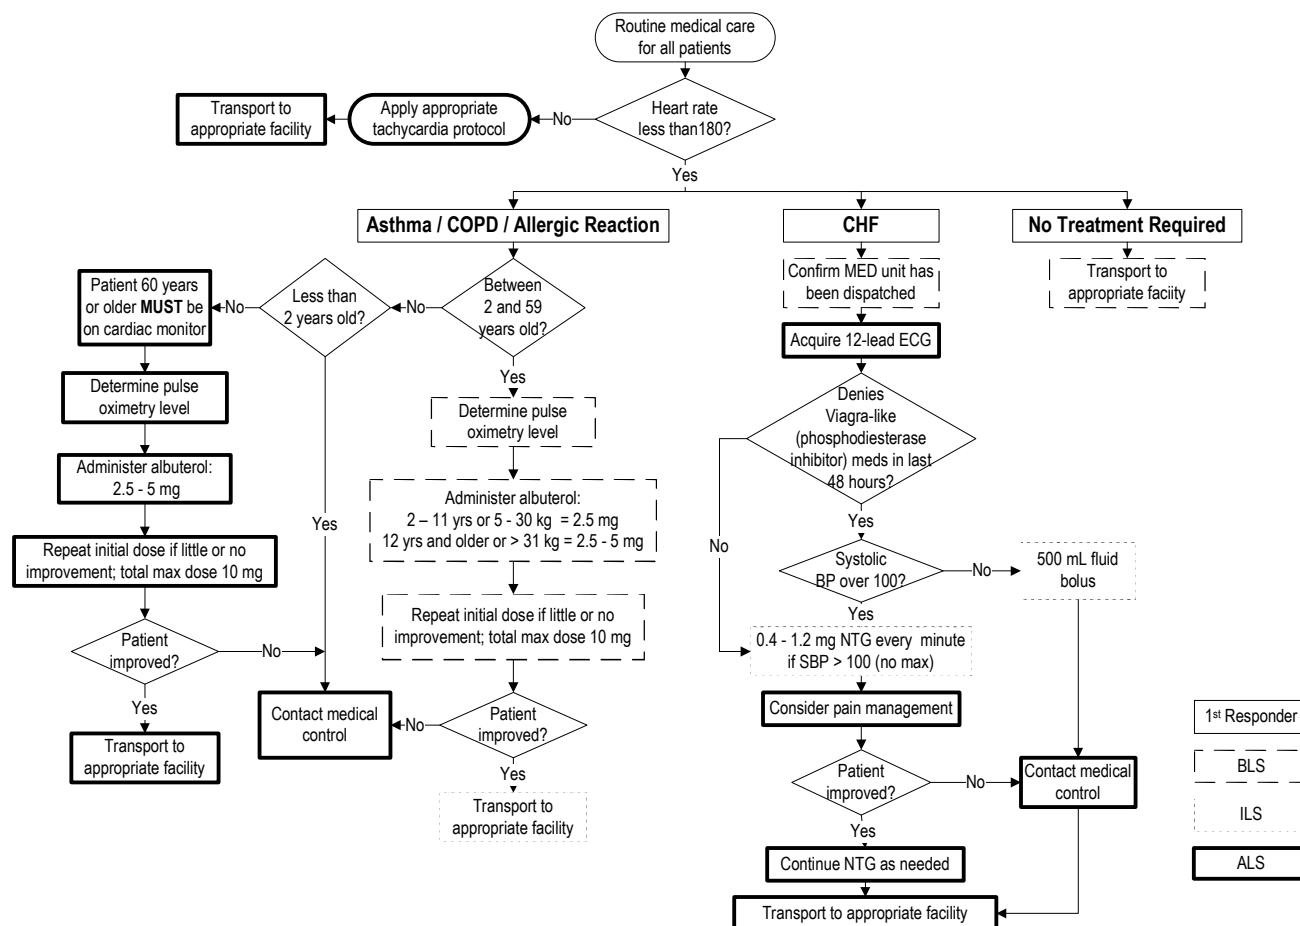 Routine medical care
for all patients
Heart rate
less than180?
No
Apply appropriate
tachycardia protocol
Transport to
appropriate facility
Yes
Asthma / COPD / Allergic Reaction
CHF
No Treatment Required
Patient 60 years
or older MUST be
on cardiac monitor
No
Less than
2 years old?
No
Between
2 and 59
years old?
Confirm MED unit has
been dispatched
Transport to
appropriate faciity
Acquire 12-lead ECG
Determine pulse
oximetry level
Yes
Determine pulse
oximetry level
Denies
Viagra-like
(phosphodiesterase
inhibitor) meds in last
48 hours?
Administer albuterol:
2.5 - 5 mg
Administer albuterol:
2 – 11 yrs or 5 - 30 kg = 2.5 mg
12 yrs and older or > 31 kg = 2.5 - 5 mg
Yes
Yes
No
Repeat initial dose if little or no
improvement; total max dose 10 mg
Systolic
BP over 100?
No
500 mL fluid
bolus
Repeat initial dose if little or no
improvement; total max dose 10 mg
Yes
Patient
improved?
No
0.4 - 1.2 mg NTG every minute
if SBP > 100 (no max)
Yes
Contact medical
control
No
Patient
improved?
Consider pain management
Transport to
appropriate facility
Yes
Patient
improved?
No
Contact medical
control
Transport to
appropriate facility
Yes
Continue NTG as needed
Transport to appropriate facility
1st Responder
BLS
ILS
ALS